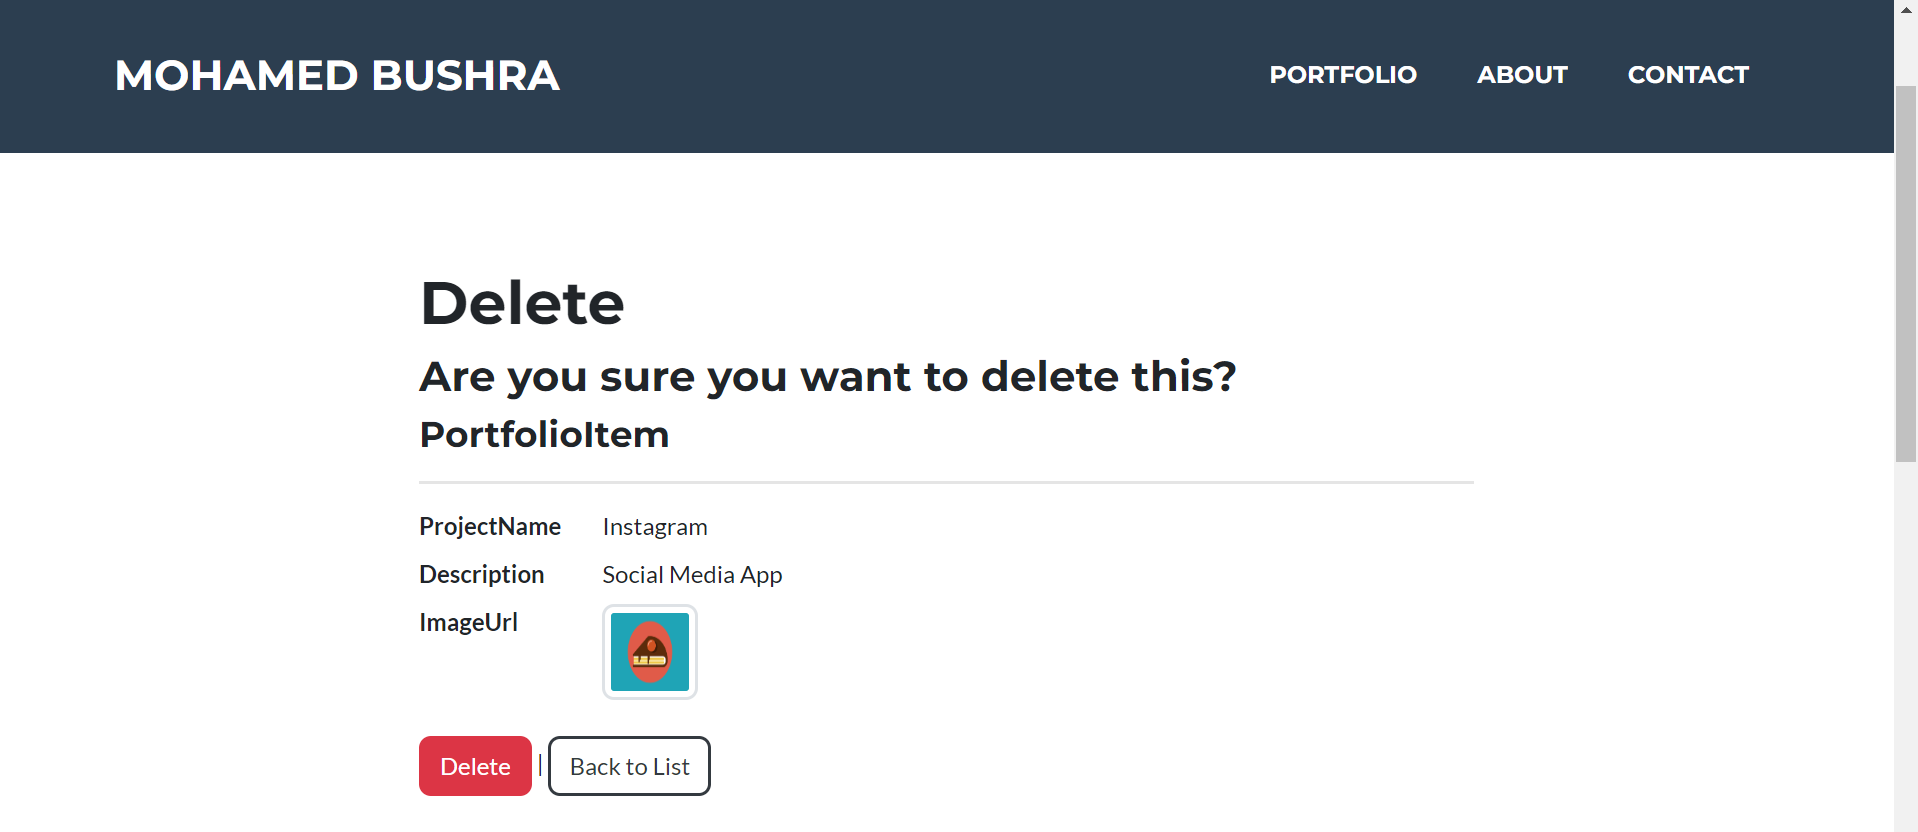 MOHAMED BUSHRA PORTFOLIO ABOUT CONTACT
Delete
Are you sure you want to delete this?
PortfolioItem
ProjectName Instagram
Description Social Media App
ImageUrl
Delete | Back to List